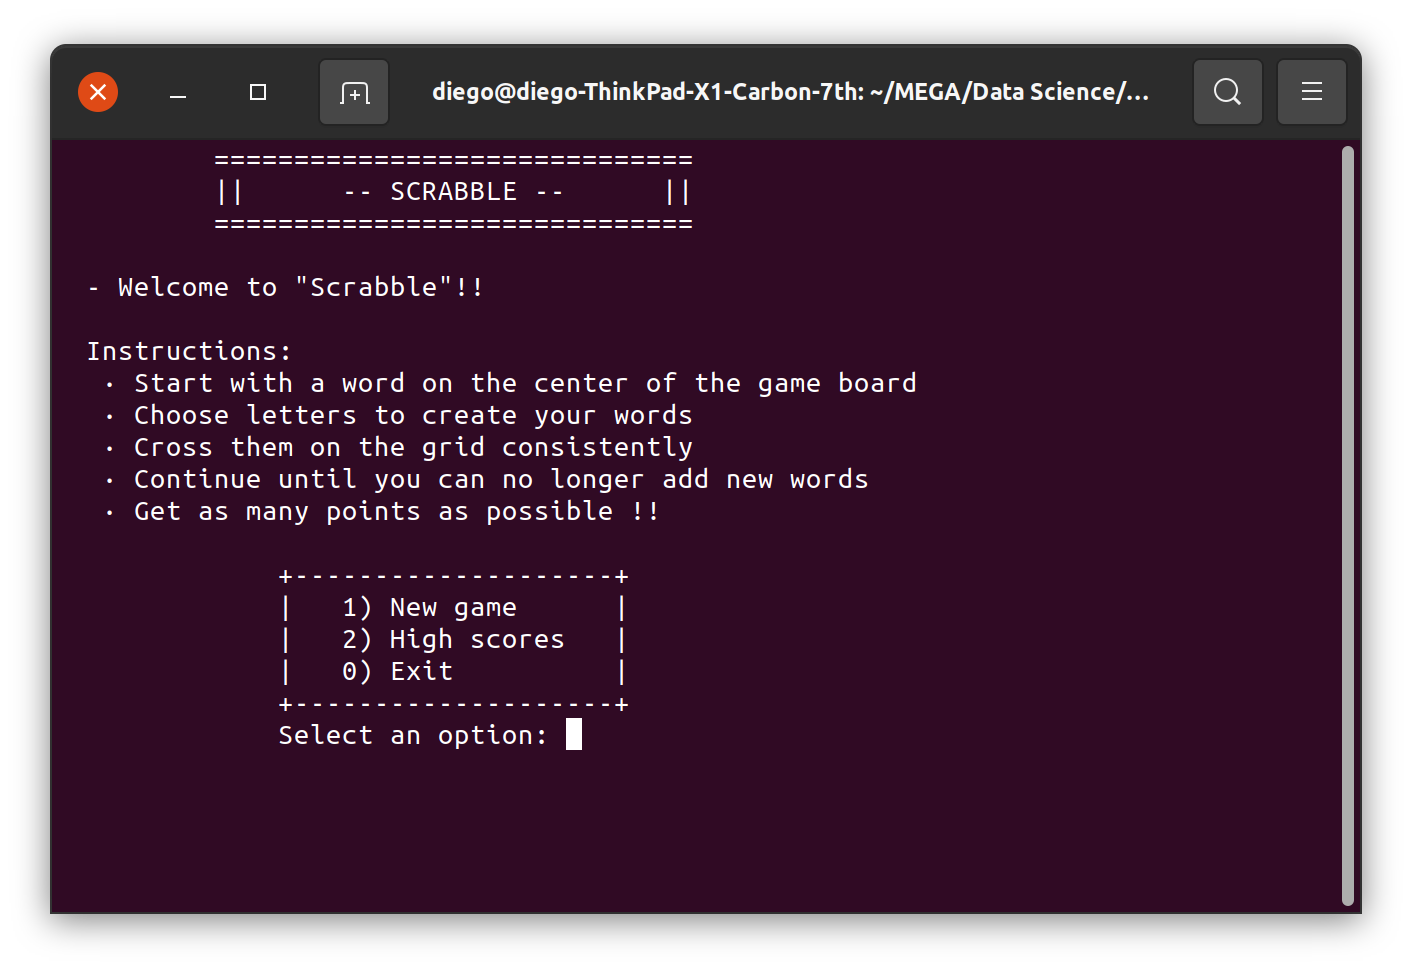 diego@diego-ThinkPad-X1-Carbon-7th: ~/MEGA/Data Science/...
==============================
||      -- SCRABBLE --      ||
==============================
- Welcome to "Scrabble"!!
Instructions:
· Start with a word on the center of the game board
· Choose letters to create your words
· Cross them on the grid consistently
· Continue until you can no longer add new words
· Get as many points as possible !!
+--------------------+
|   1) New game      |
|   2) High scores   |
|   0) Exit          |
+--------------------+
Select an option: